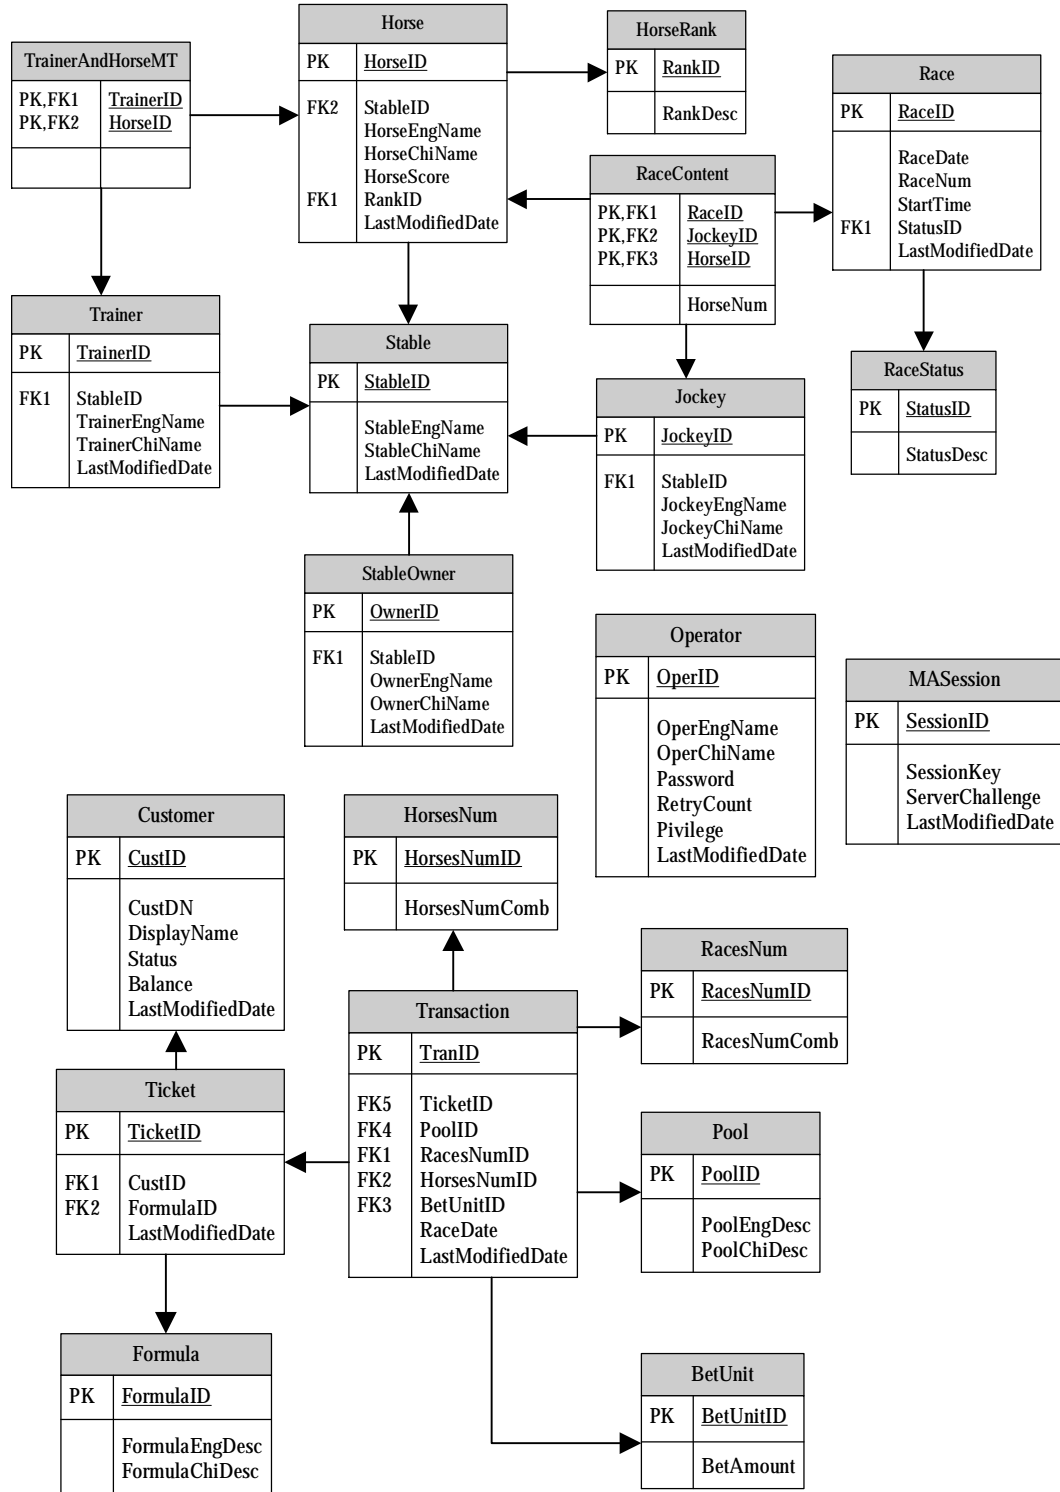 TrainerAndHorseMT
PK,FK1 TrainerID
PK,FK2 HorseID
Horse
PK HorseID
FK2 StableID
HorseEngName
HorseChiName
HorseScore
FK1 RankID
LastModifiedDate
HorseRank
PK RankID
RankDesc
Race
PK RaceID
RaceDate
RaceNum
StartTime
FK1 StatusID
LastModifiedDate
RaceContent
PK,FK1 RaceID
PK,FK2 JockeyID
PK,FK3 HorseID
HorseNum
Trainer
PK TrainerID
FK1 StableID
TrainerEngName
TrainerChiName
LastModifiedDate
Stable
PK StableID
StableEngName
StableChiName
LastModifiedDate
Jockey
PK JockeyID
FK1 StableID
JockeyEngName
JockeyChiName
LastModifiedDate
RaceStatus
PK StatusID
StatusDesc
StableOwner
PK OwnerID
FK1 StableID
OwnerEngName
OwnerChiName
LastModifiedDate
Operator
PK OperID
OperEngName
OperChiName
Password
RetryCount
Pivilege
LastModifiedDate
MASession
PK SessionID
SessionKey
ServerChallenge
LastModifiedDate
Customer
PK CustID
CustDN
DisplayName
Status
Balance
LastModifiedDate
HorsesNum
PK HorsesNumID
HorsesNumComb
RacesNum
PK RacesNumID
RacesNumComb
Transaction
PK TranID
FK5 TicketID
FK4 PoolID
FK1 RacesNumID
FK2 HorsesNumID
FK3 BetUnitID
RaceDate
LastModifiedDate
Ticket
PK TicketID
FK1 CustID
FK2 FormulaID
LastModifiedDate
Pool
PK PoolID
PoolEngDesc
PoolChiDesc
Formula
PK FormulaID
FormulaEngDesc
FormulaChiDesc
BetUnit
PK BetUnitID
BetAmount